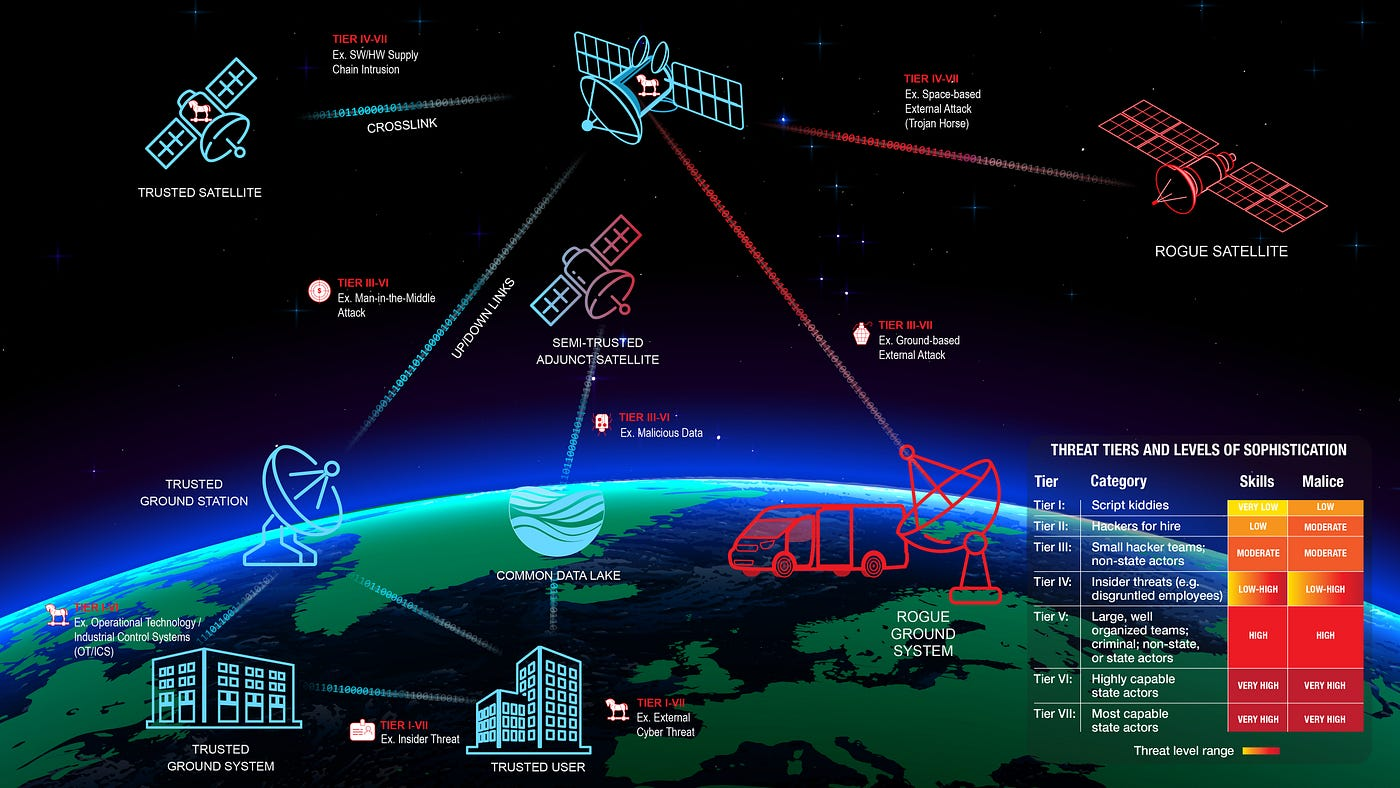 TIER IV-VII
Ex. SW/HW Supply
Chain Intrusion
CROSSLINK
TRUSTED SATELLITE
TIER IV-VII
Ex. Space-based
External Attack
(Trojan Horse)
ROGUE SATELLITE
TIER III-VI
Ex. Man-in-the-Middle
Attack
UP/DOWN LINKS
SEMI-TRUSTED
ADJUNCT SATELLITE
TIER III-VII
Ex. Ground-based
External Attack
TIER III-VI
Ex. Malicious Data
TRUSTED
GROUND STATION
COMMON DATA LAKE
ROGUE
GROUND
SYSTEM
Ex. Operational Technology /
Industrial Control Systems
(OT/ICS)
TRUSTED
GROUND SYSTEM
TIER I-VII
Ex. Insider Threat
TRUSTED USER
TIER I-VII
Ex. External
Cyber Threat
THREAT TIERS AND LEVELS OF SOPHISTICATION
Tier Category Skills Malice
Tier I: Script kiddies VERY LOW LOW
Tier II: Hackers for hire LOW MODERATE
Tier III: Small hacker teams;
non-state actors MODERATE MODERATE
Tier IV: Insider threats (e.g.
disgruntled employees) LOW-HIGH LOW-HIGH
Tier V: Large, well
organized teams;
criminal; non-state,
or state actors HIGH HIGH
Tier VI: Highly capable
state actors VERY HIGH VERY HIGH
Tier VII: Most capable
state actors VERY HIGH VERY HIGH
Threat level range